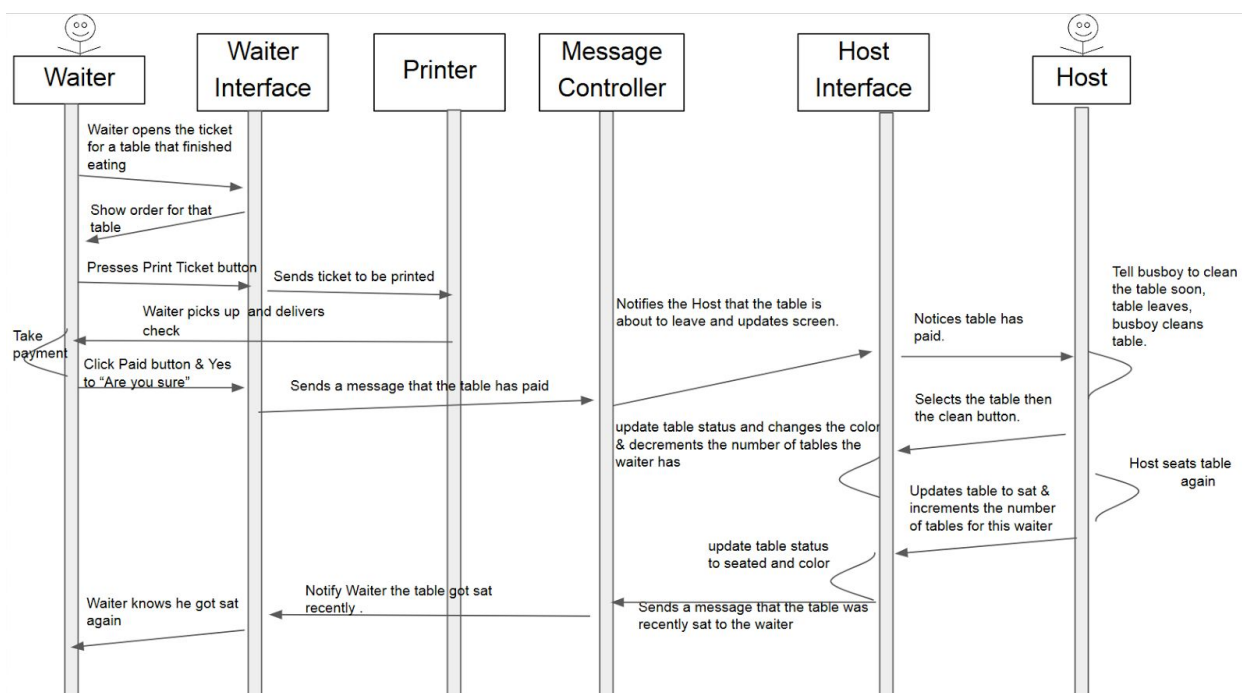 Waiter
Waiter
Interface
Printer
Message
Controller
Host
Interface
Host
Waiter opens the ticket
for a table that finished
eating
Show order for that
table
Presses Print Ticket button
Sends ticket to be printed
Waiter picks up  and delivers
check
Take
payment
Click Paid button & Yes
to “Are you sure”
Sends a message that the table has paid
Notifies the Host that the table is
about to leave and updates screen.
Notices table has
paid.
Tell busboy to clean
the table soon,
table leaves,
busboy cleans
table.
Selects the table then
the clean button.
update table status and changes the color
& decrements the number of tables the
waiter has
Host seats table
again
Updates table to sat &
increments the number
of tables for this waiter
update table status
to seated and color
Sends a message that the table was
recently sat to the waiter
Notify Waiter the table got sat
recently .
Waiter knows he got sat
again